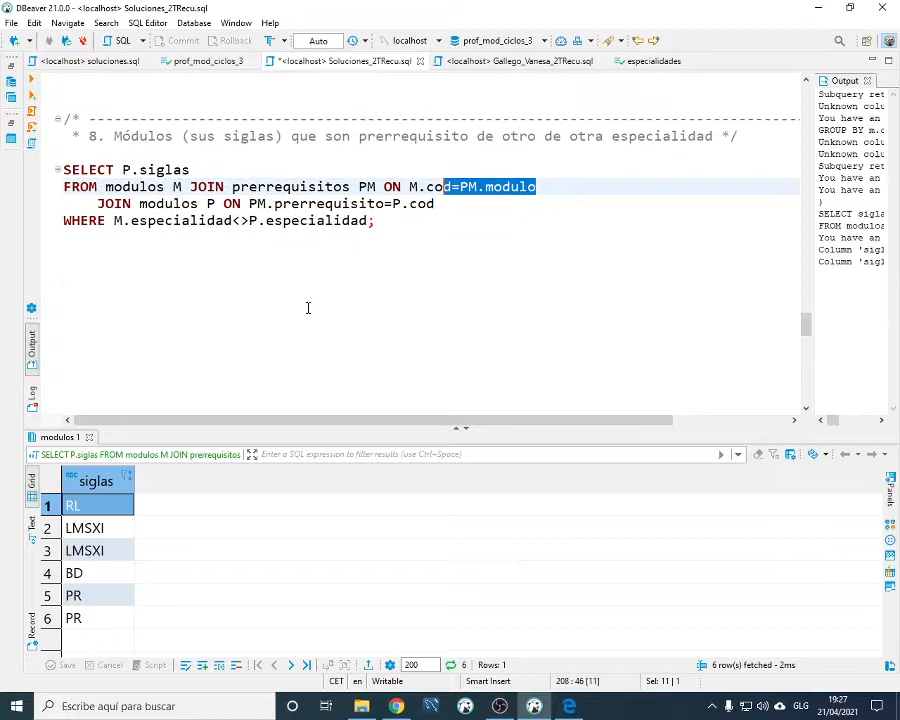 DBeaver 21.0.0 - <localhost> Soluciones_2TRecu.sql
File Edit Navigate Search SQL Editor Database Window Help
SQL Commit Rollback Auto localhost prof_mod_ciclos_3
<localhost> soluciones.sql prof_mod_ciclos_3 *<localhost> Soluciones_2TRecu.sql <localhost> Gallego_Vanesa_2TRecu.sql especialidades
Output
/* ------------------------------------------------------------------------------------
* 8. Módulos (sus siglas) que son prerrequisito de otro de otra especialidad */
SELECT P.siglas
FROM modulos M JOIN prerrequisitos PM ON M.cod=PM.modulo
JOIN modulos P ON PM.prerrequisito=P.cod
WHERE M.especialidad<>P.especialidad;
Subquery ret
Unknown colu
You have an
GROUP BY m.c
Unknown colu
Unknown colu
Subquery ret
You have an
You have an
)
SELECT sigla
FROM modulos
You have an
Column 'sigl
Column 'sigla
Output
Log
modulos 1
SELECT P.siglas FROM modulos M JOIN prerrequisitos Enter a SQL expression to filter results (use Ctrl+Space)
Grid
Text
Record
Panels
siglas
1 RL
2 LMSXI
3 LMSXI
4 BD
5 PR
6 PR
Save Cancel Script 200 6 Rows: 1 6 row(s) fetched - 2ms
CET en Writable Smart Insert 208 : 46 [11] Sel: 11 | 1
Escribe aquí para buscar
GLG
19:27
21/04/2021